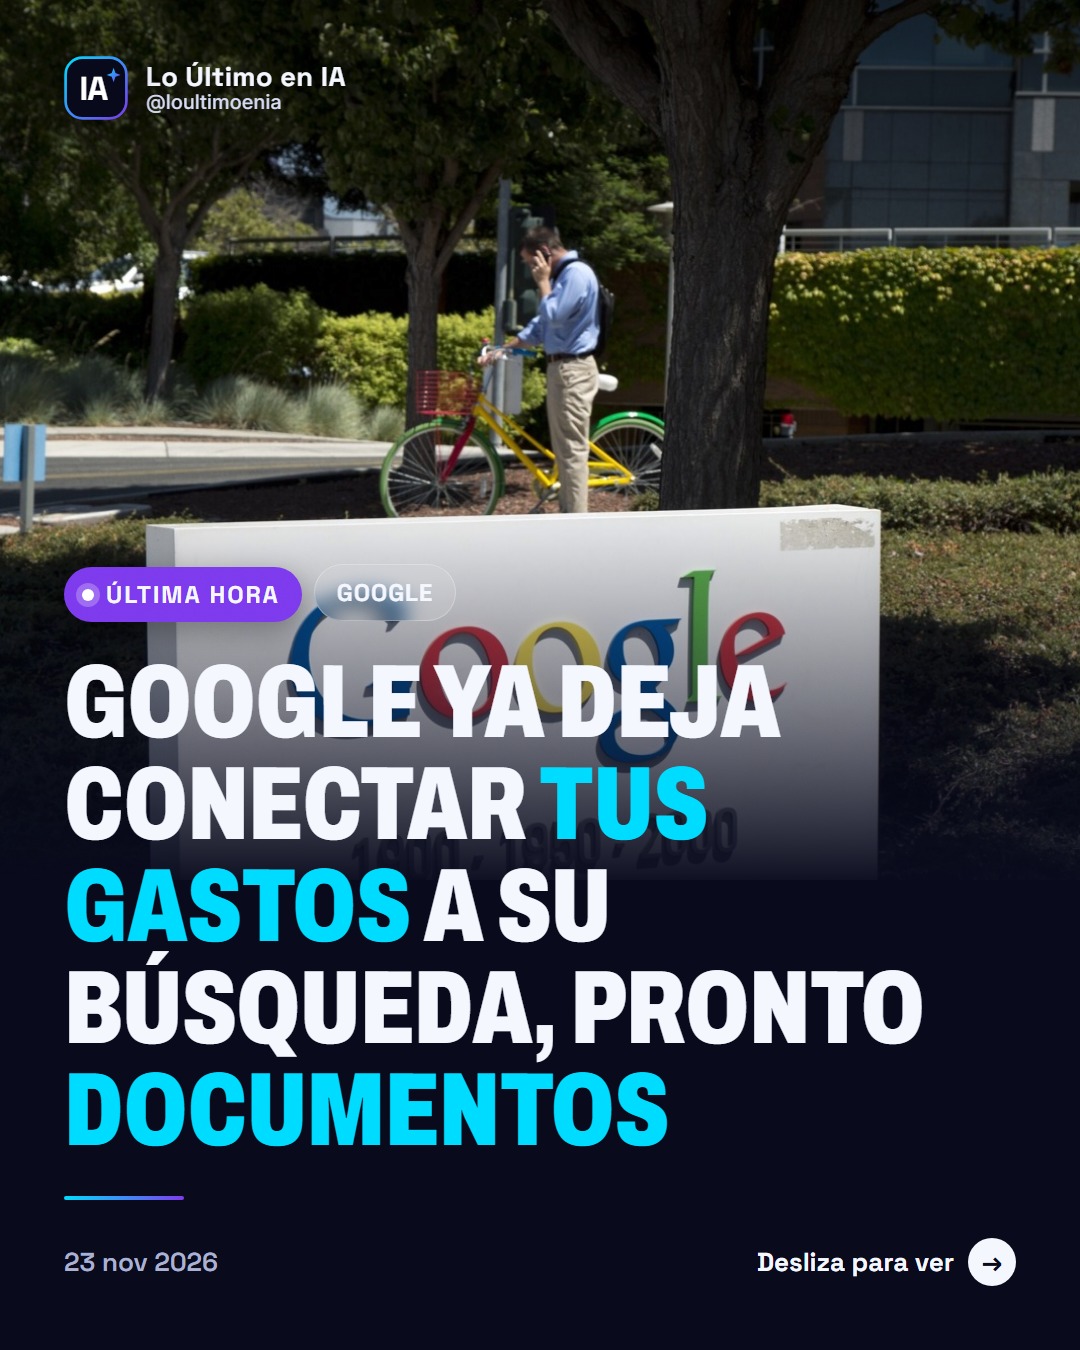 IA
Lo Último en IA
@loultimoenia
ÚLTIMA HORA
GOOGLE
Google
GOOGLE YA DEJA
CONECTAR TUS
GASTOS A SU
BÚSQUEDA, PRONTO
DOCUMENTOS
23 nov 2026
Desliza para ver →